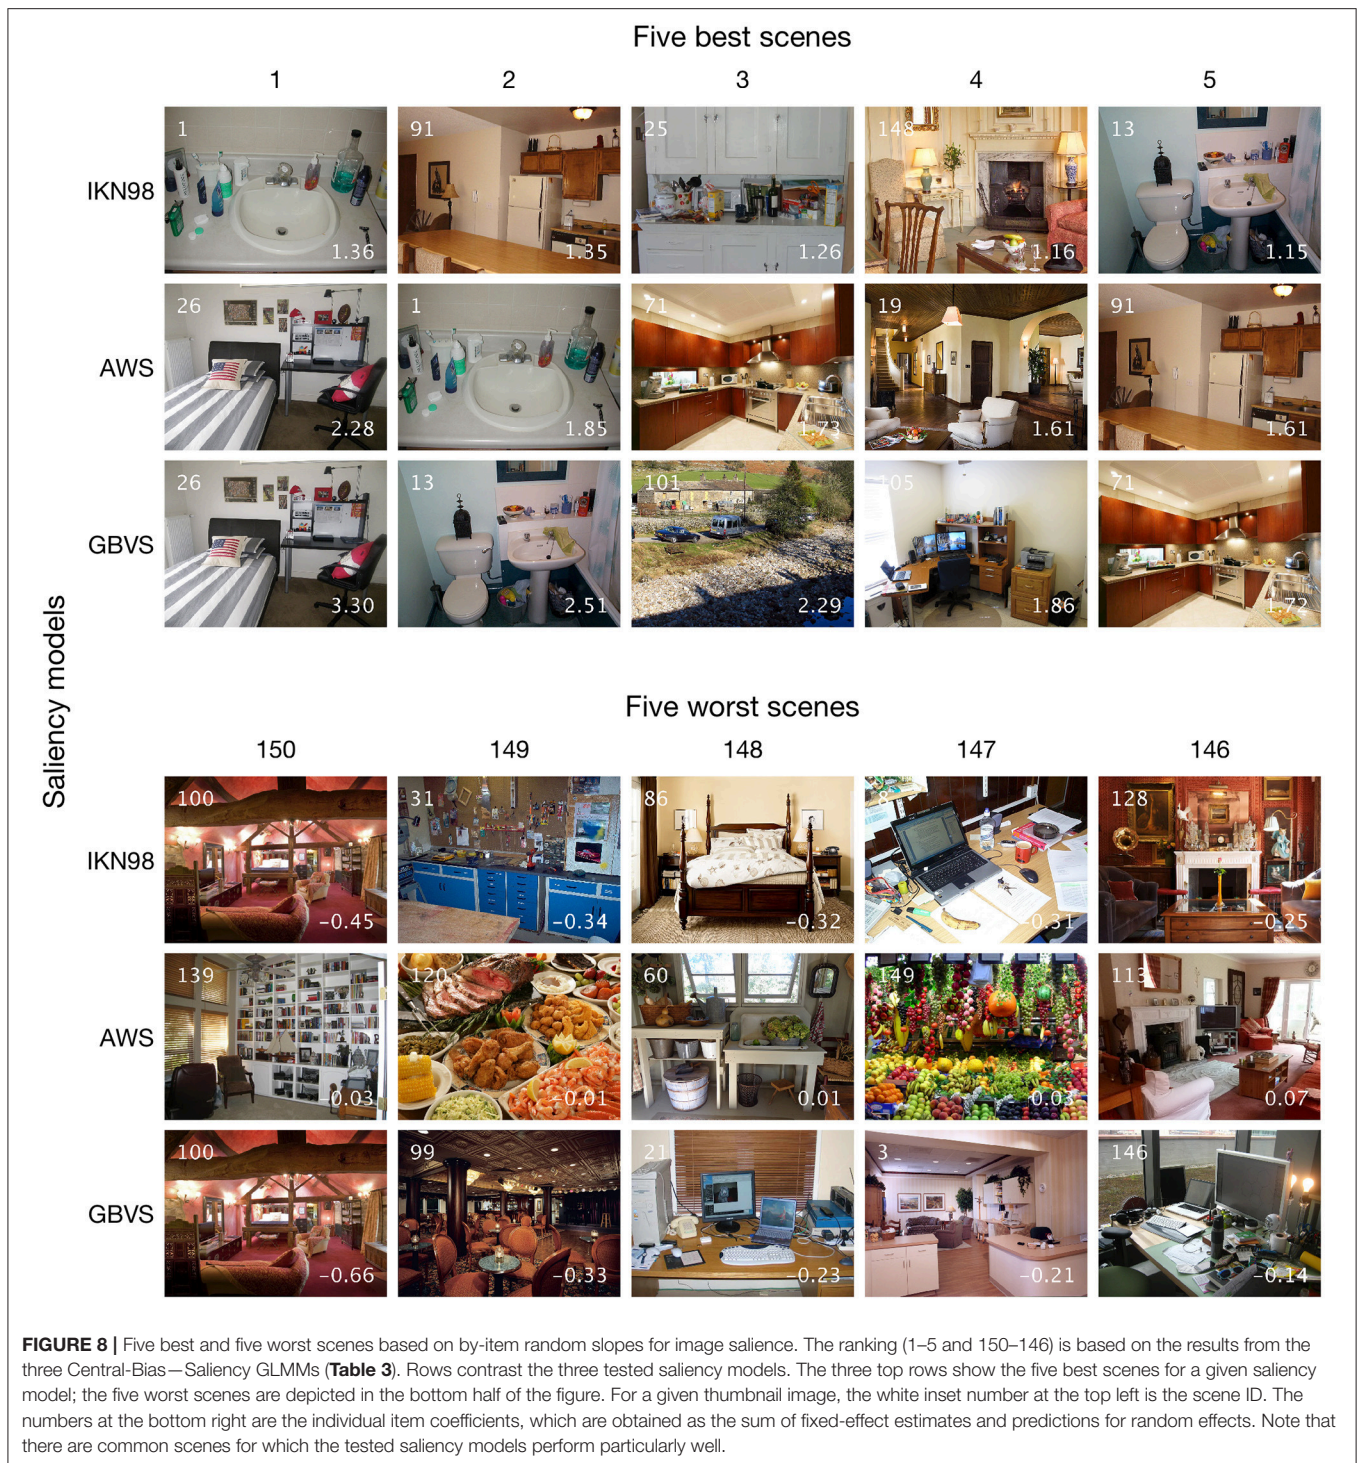 Five best scenes
1 2 3 4 5
IKN98
1 91 25 148 13
1.36 1.35 1.26 1.16 1.15
AWS
26 1 71 19 91
2.28 1.85 1.73 1.61 1.61
GBVS
26 13 101 105 71
3.30 2.51 2.29 1.86 1.72
Saliency models
Five worst scenes
150 149 148 147 146
IKN98
100 31 86 8 128
−0.45 −0.34 −0.32 −0.31 −0.25
AWS
139 120 60 149 113
−0.03 −0.01 0.01 0.03 0.07
GBVS
100 99 21 3 146
−0.66 −0.33 −0.23 −0.21 −0.14
FIGURE 8 | Five best and five worst scenes based on by-item random slopes for image salience. The ranking (1–5 and 150–146) is based on the results from the
three Central-Bias—Saliency GLMMs (Table 3). Rows contrast the three tested saliency models. The three top rows show the five best scenes for a given saliency
model; the five worst scenes are depicted in the bottom half of the figure. For a given thumbnail image, the white inset number at the top left is the scene ID. The
numbers at the bottom right are the individual item coefficients, which are obtained as the sum of fixed-effect estimates and predictions for random effects. Note that
there are common scenes for which the tested saliency models perform particularly well.